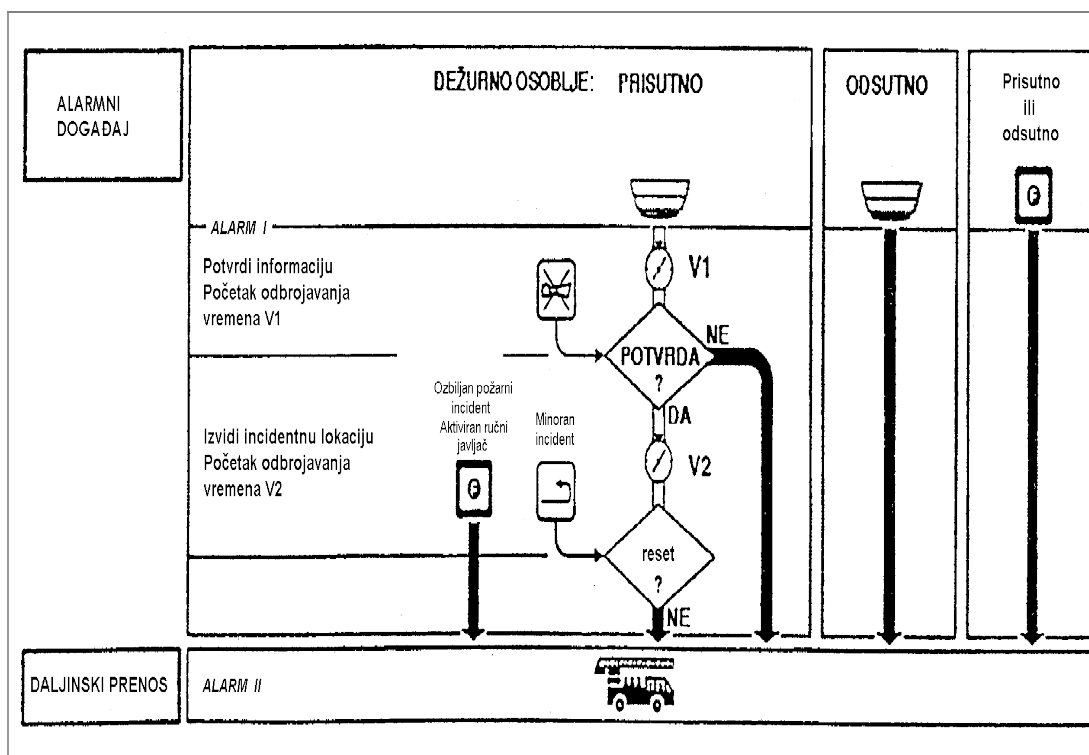 ALARMNI
DOGAĐAJ
DEŽURNO OSOBLJE: PRISUTNO
ODSUTNO
Prisutno
ili
odsutno
ALARM I
Potvrdi informaciju
Početak odbrojavanja
vremena V1
V1
NE
POTVRDA
?
DA
Ozbiljan požarni
incident
Aktiviran ručni
javljač
Minoran
incident
Izvidi incidentnu lokaciju
Početak odbrojavanja
vremena V2
V2
reset
?
NE
DALJINSKI PRENOS
ALARM II